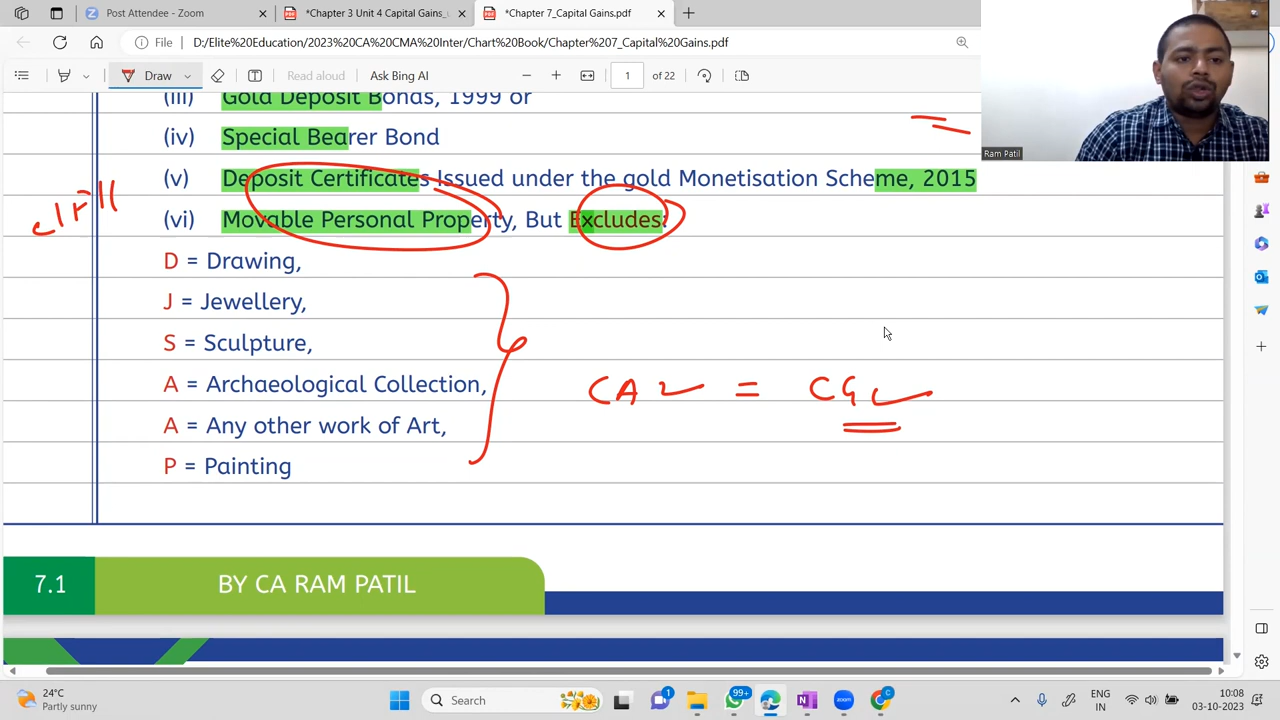 Post Attendee - Zoom
*Chapter 3 Unit 4 Capital Gains_
*Chapter 7_Capital Gains.pdf
File
D:/Elite%20Education/2023%20CA%20CMA%20Inter/Chart%20Book/Chapter%207_Capital%20Gains.pdf
Draw
Read aloud
Ask Bing AI
1
of 22
(iii) Gold Deposit Bonds, 1999 or
(iv) Special Bearer Bond
(v) Deposit Certificates Issued under the gold Monetisation Scheme, 2015
(vi) Movable Personal Property, But Excludes:
D = Drawing,
J = Jewellery,
S = Sculpture,
A = Archaeological Collection,
A = Any other work of Art,
P = Painting
CA = CG
Ram Patil
7.1
BY CA RAM PATIL
24°C
Partly sunny
Search
1
99+
zoom
C
ENG
IN
10:08
03-10-2023